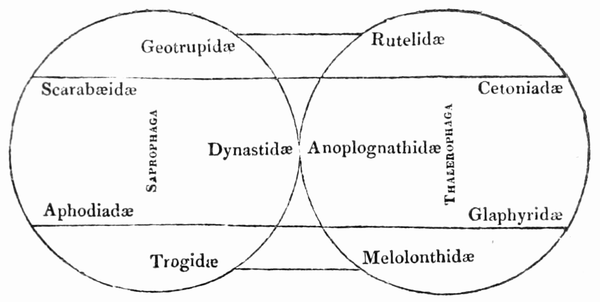 Geotrupidæ Rutelidæ
Scarabæidæ Cetoniadæ
SAPROPHAGA
THALEROPHAGA
Dynastidæ Anoplognathidæ
Aphodiadæ Glaphyridæ
Trogidæ Melolonthidæ